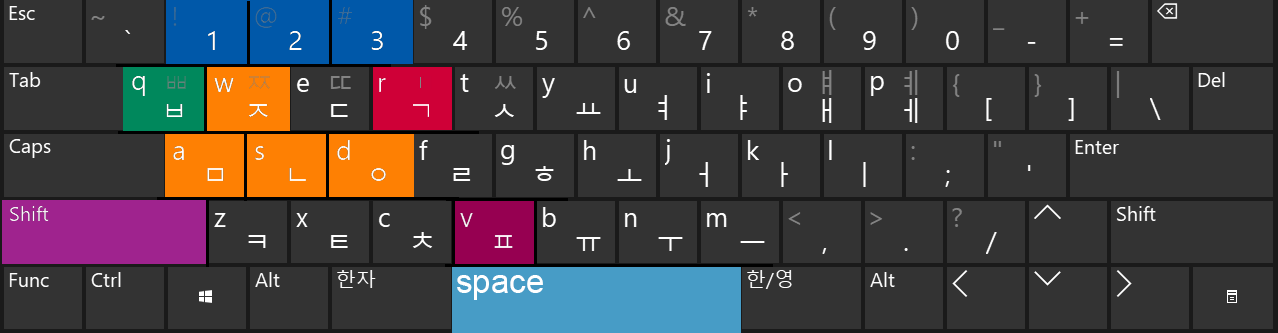 Esc ~ ` ! 1 @ 2 # 3 $ 4 % 5 ^ 6 & 7 * 8 ( 9 ) 0 _ - + =
Tab q ㅃ ㅂ w ㅉ ㅈ e ㄸ ㄷ r ㄱ t ㅆ ㅅ y ㅛ u ㅕ i ㅑ o ㅒ ㅐ p ㅖ ㅔ { [ } ] | \ Del
Caps a ㅁ s ㄴ d ㅇ f ㄹ g ㅎ h ㅗ j ㅓ k ㅏ l ㅣ : ; " ' Enter
Shift z ㅋ x ㅌ c ㅊ v ㅍ b ㅠ n ㅜ m ㅡ < , > . ? / Shift
Func Ctrl Alt 한자 space 한/영 Alt